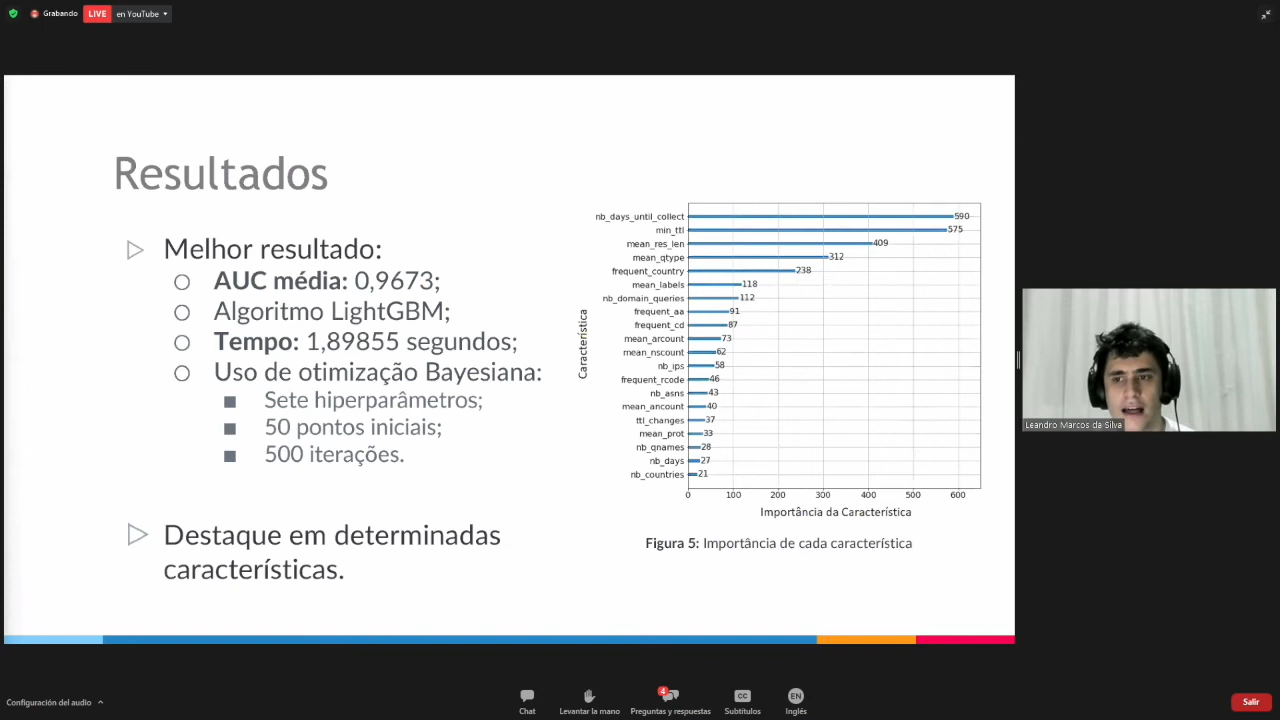 Grabando
LIVE
en YouTube
Resultados
Melhor resultado:
AUC média: 0,9673;
Algoritmo LightGBM;
Tempo: 1,89855 segundos;
Uso de otimização Bayesiana:
Sete hiperparâmetros;
50 pontos iniciais;
500 iterações.
Destaque em determinadas
características.
Característica
nb_days_until_collect 590
min_ttl 575
mean_res_len 409
mean_qtype 312
frequent_country 238
mean_labels 118
nb_domain_queries 112
frequent_aa 91
frequent_cd 87
mean_arcount 73
mean_nscount 62
nb_ips 58
frequent_rcode 46
nb_asns 43
mean_ancount 40
ttl_changes 37
mean_prot 33
nb_qnames 28
nb_days 27
nb_countries 21
0 100 200 300 400 500 600
Importância da Característica
Figura 5: Importância de cada característica
Leandro Marcos da Silva
Configuración del audio
Chat
Levantar la mano
4
Preguntas y respuestas
CC
Subtítulos
EN
Inglés
Salir